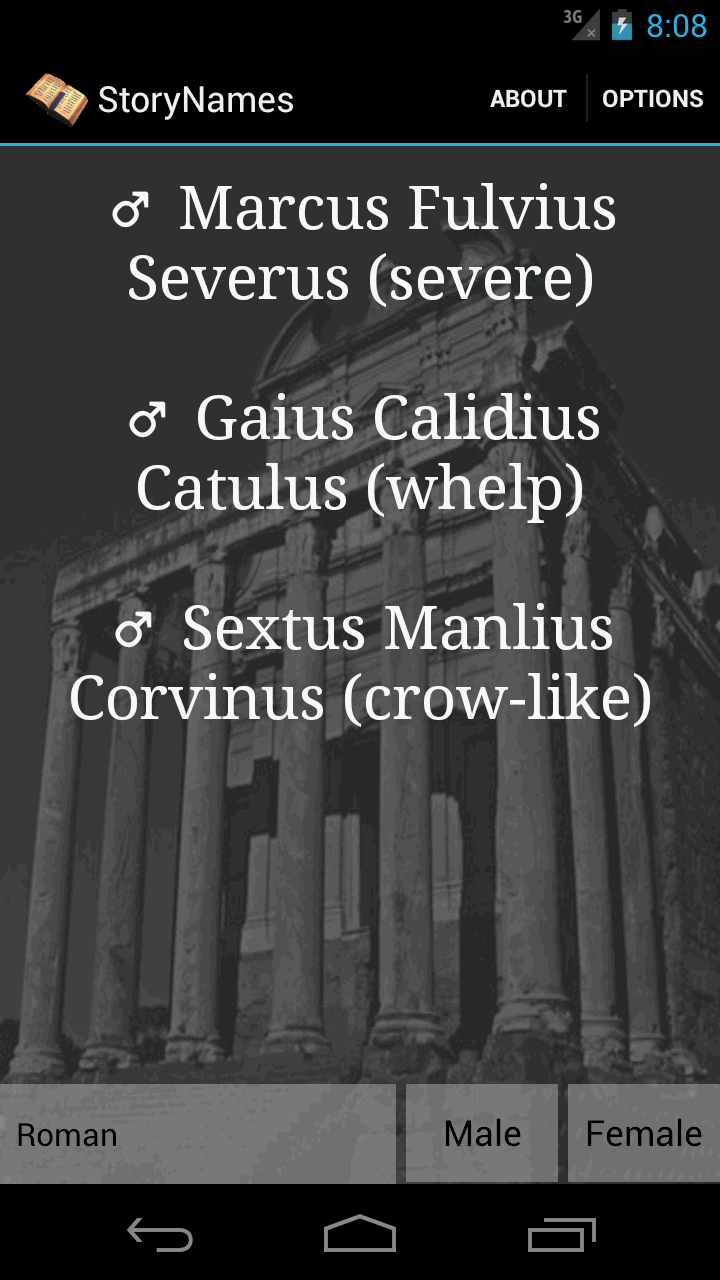 3G 8:08
StoryNames ABOUT OPTIONS
♂ Marcus Fulvius
Severus (severe)
♂ Gaius Calidius
Catulus (whelp)
♂ Sextus Manlius
Corvinus (crow-like)
Roman Male Female